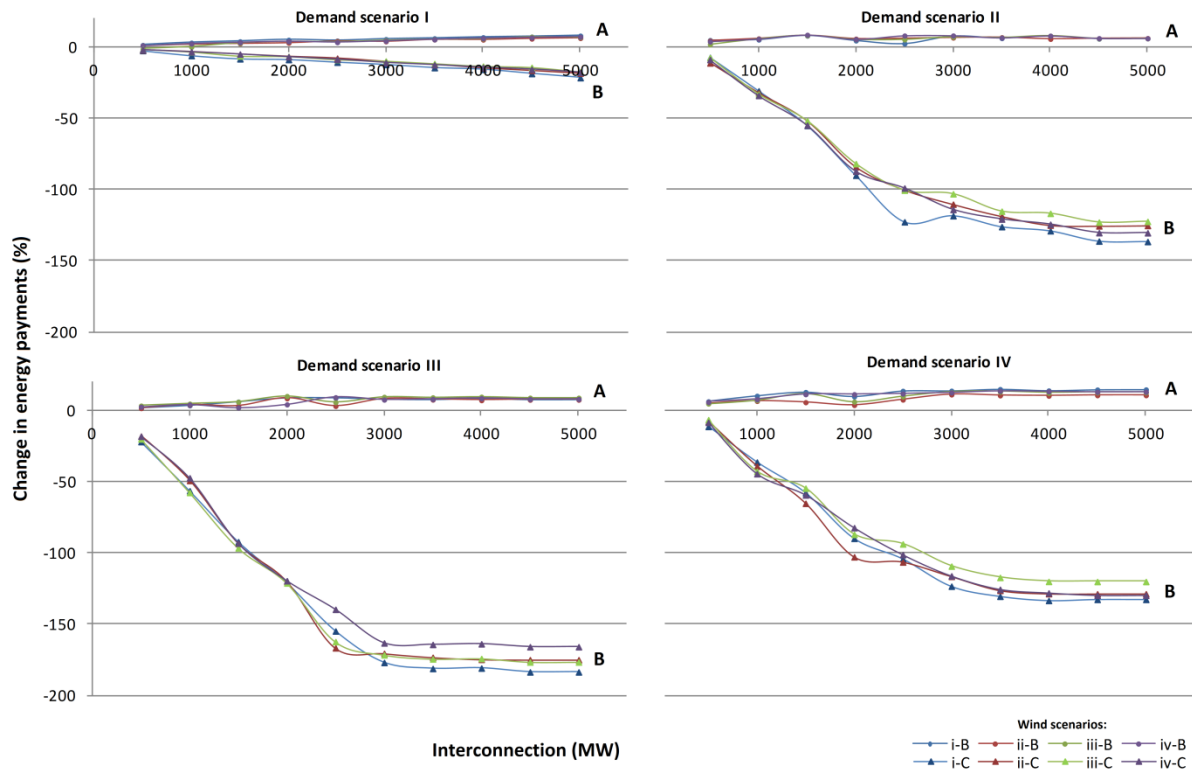 Demand scenario I
A
0
0 1000 2000 3000 4000 5000
B
-50
-100
-150
-200
Demand scenario II
A
1000 2000 3000 4000 5000
B
Change in energy payments (%)
Demand scenario III
A
0
0 1000 2000 3000 4000 5000
-50
-100
-150
B
-200
Demand scenario IV
A
1000 2000 3000 4000 5000
B
Interconnection (MW)
Wind scenarios:
i-B ii-B iii-B iv-B
i-C ii-C iii-C iv-C